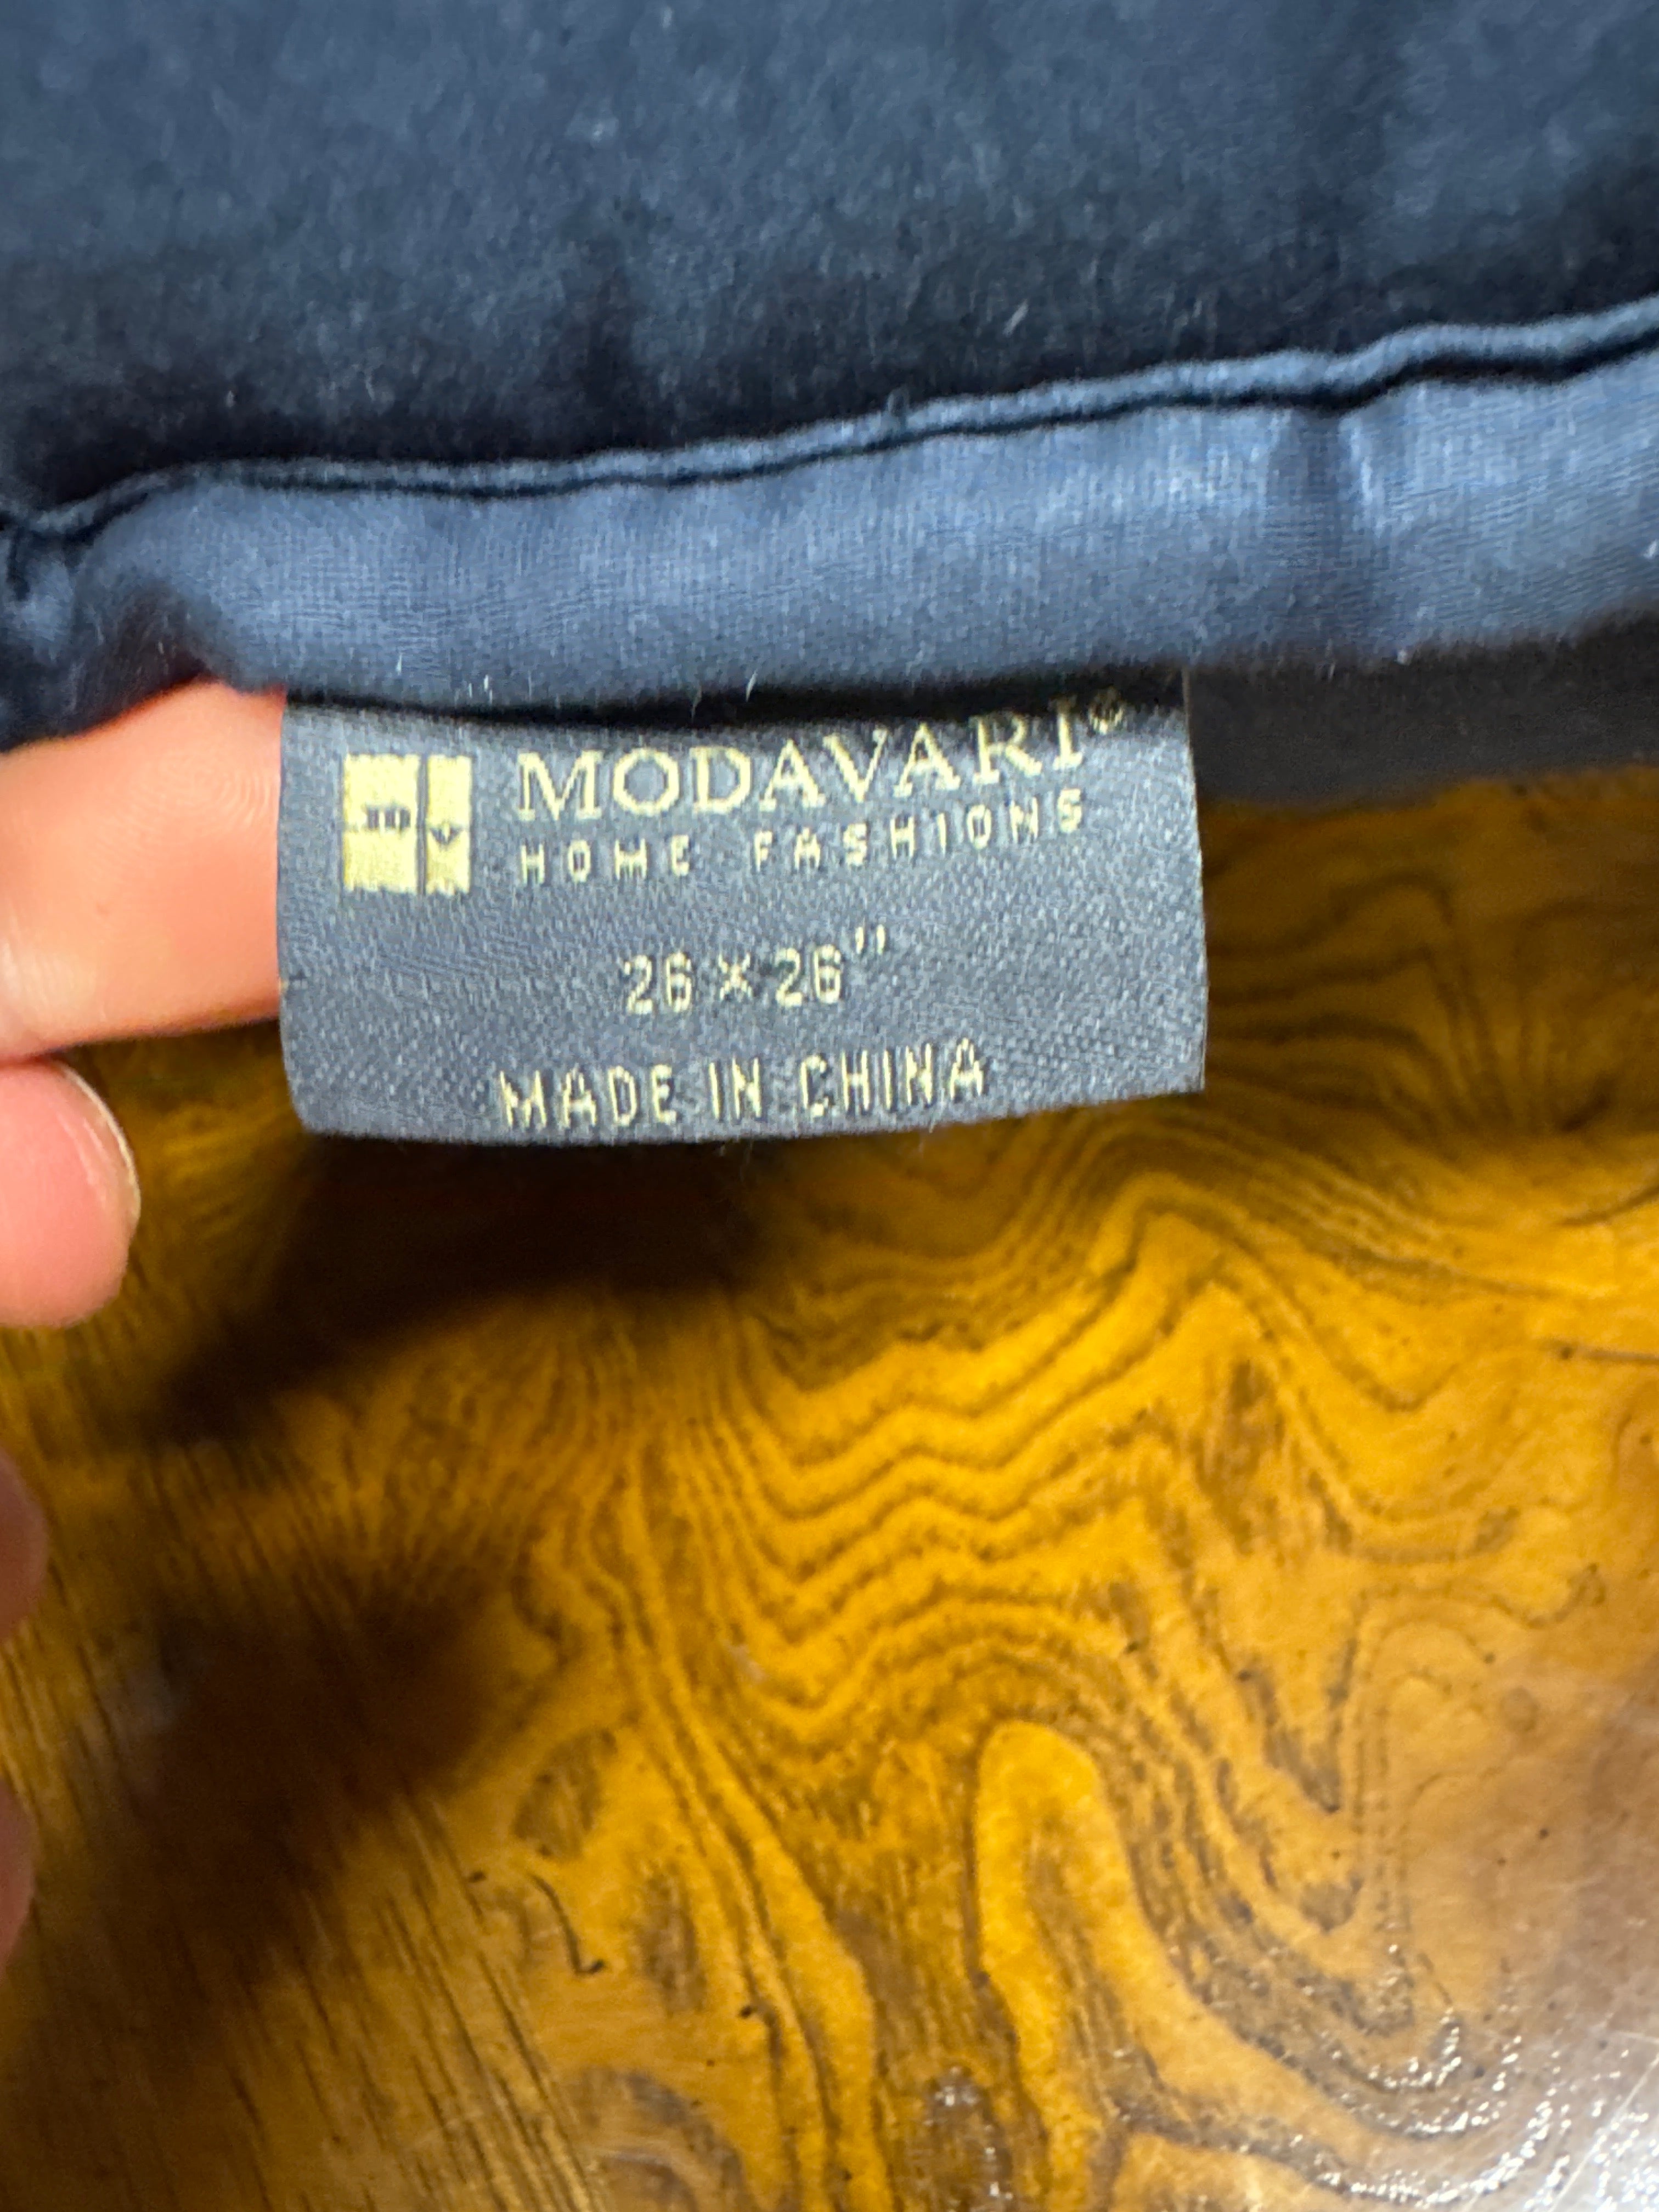 MODAVARI®
HOME FASHIONS
26 × 26"
MADE IN CHINA